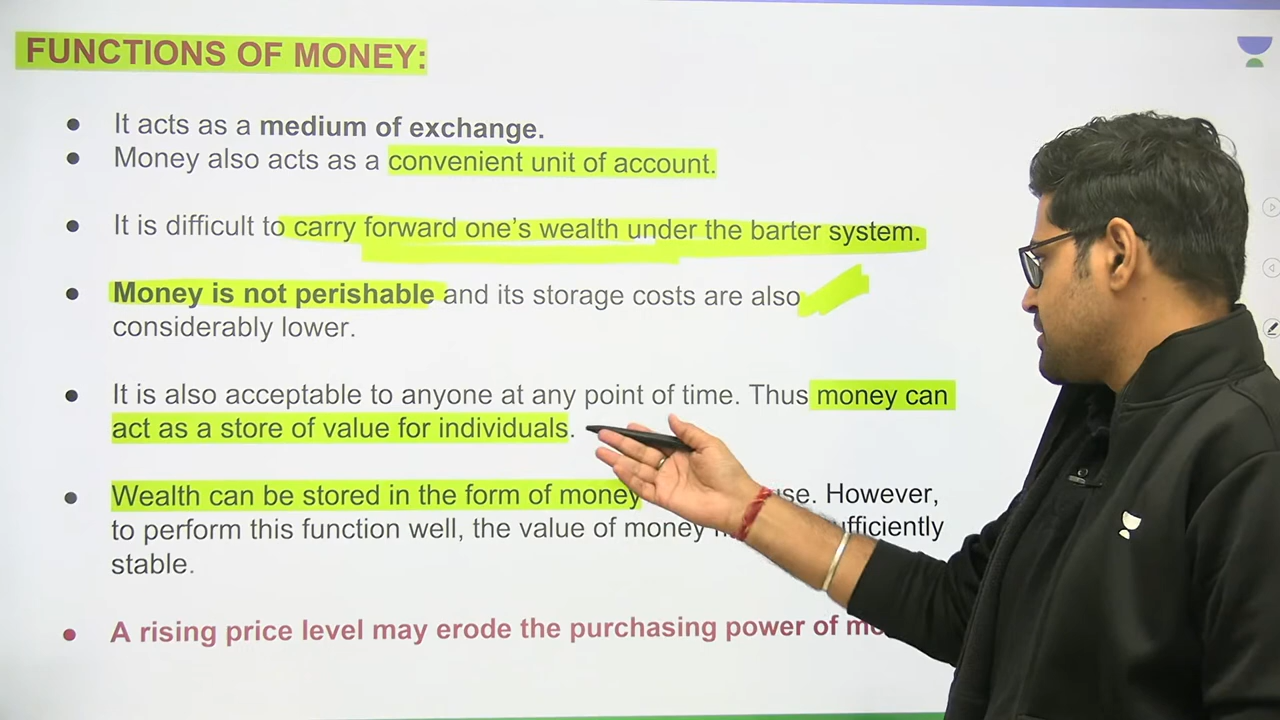 FUNCTIONS OF MONEY:
● It acts as a medium of exchange.
● Money also acts as a convenient unit of account.
● It is difficult to carry forward one's wealth under the barter system.
● Money is not perishable and its storage costs are also
considerably lower.
● It is also acceptable to anyone at any point of time. Thus money can
act as a store of value for individuals.
● Wealth can be stored in the form of money However,
to perform this function well, the value of money
stable.
● A rising price level may erode the purchasing power of